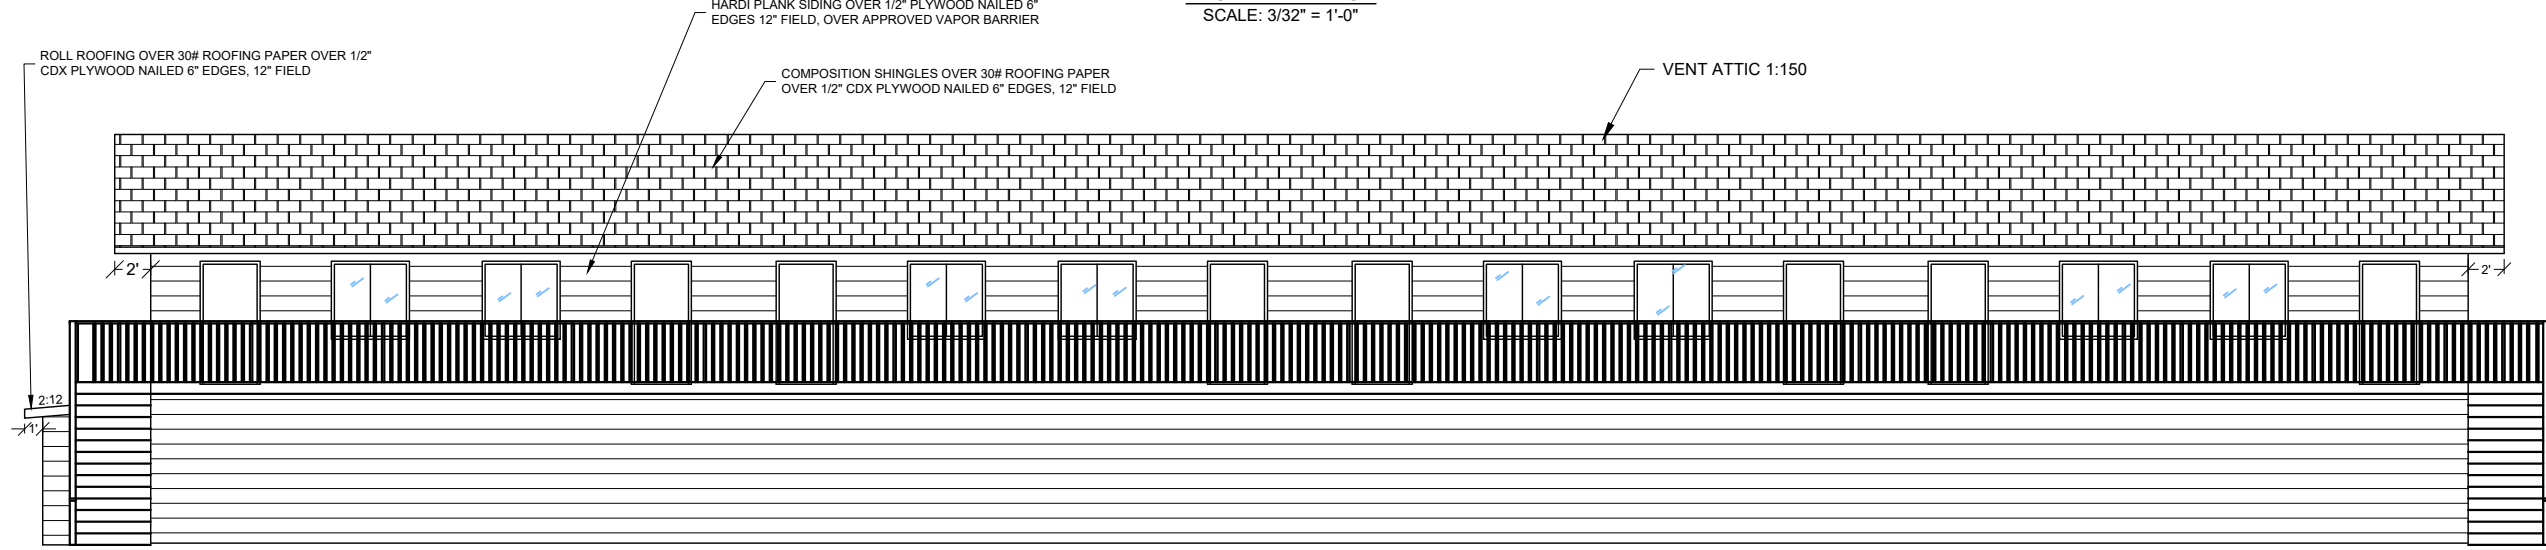 HARDI PLANK SIDING OVER 1/2" PLYWOOD NAILED 6"
EDGES 12" FIELD, OVER APPROVED VAPOR BARRIER
SCALE: 3/32" = 1'-0"
ROLL ROOFING OVER 30# ROOFING PAPER OVER 1/2"
CDX PLYWOOD NAILED 6" EDGES, 12" FIELD
COMPOSITION SHINGLES OVER 30# ROOFING PAPER
OVER 1/2" CDX PLYWOOD NAILED 6" EDGES, 12" FIELD
VENT ATTIC 1:150
2'
2'
2:12
1'